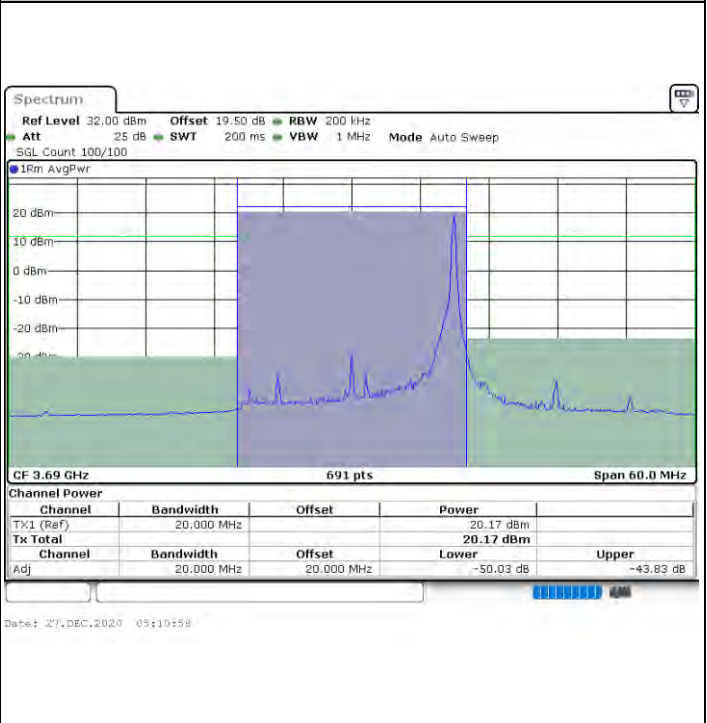 Spectrum
Ref Level 32.00 dBm Offset 19.50 dB RBW 200 kHz
Att 25 dB SWT 200 ms VBW 1 MHz Mode Auto Sweep
SGL Count 100/100
1Rm AvgPwr
20 dBm
10 dBm
0 dBm
-10 dBm
-20 dBm
CF 3.69 GHz 691 pts Span 60.0 MHz
Channel Power
Channel Bandwidth Offset Power
TX1 (Ref) 20.000 MHz 20.17 dBm
Tx Total 20.17 dBm
Channel Bandwidth Offset Lower Upper
Adj 20.000 MHz 20.000 MHz -50.03 dB -43.83 dB
Date: 27.DEC.2020 05:10:58